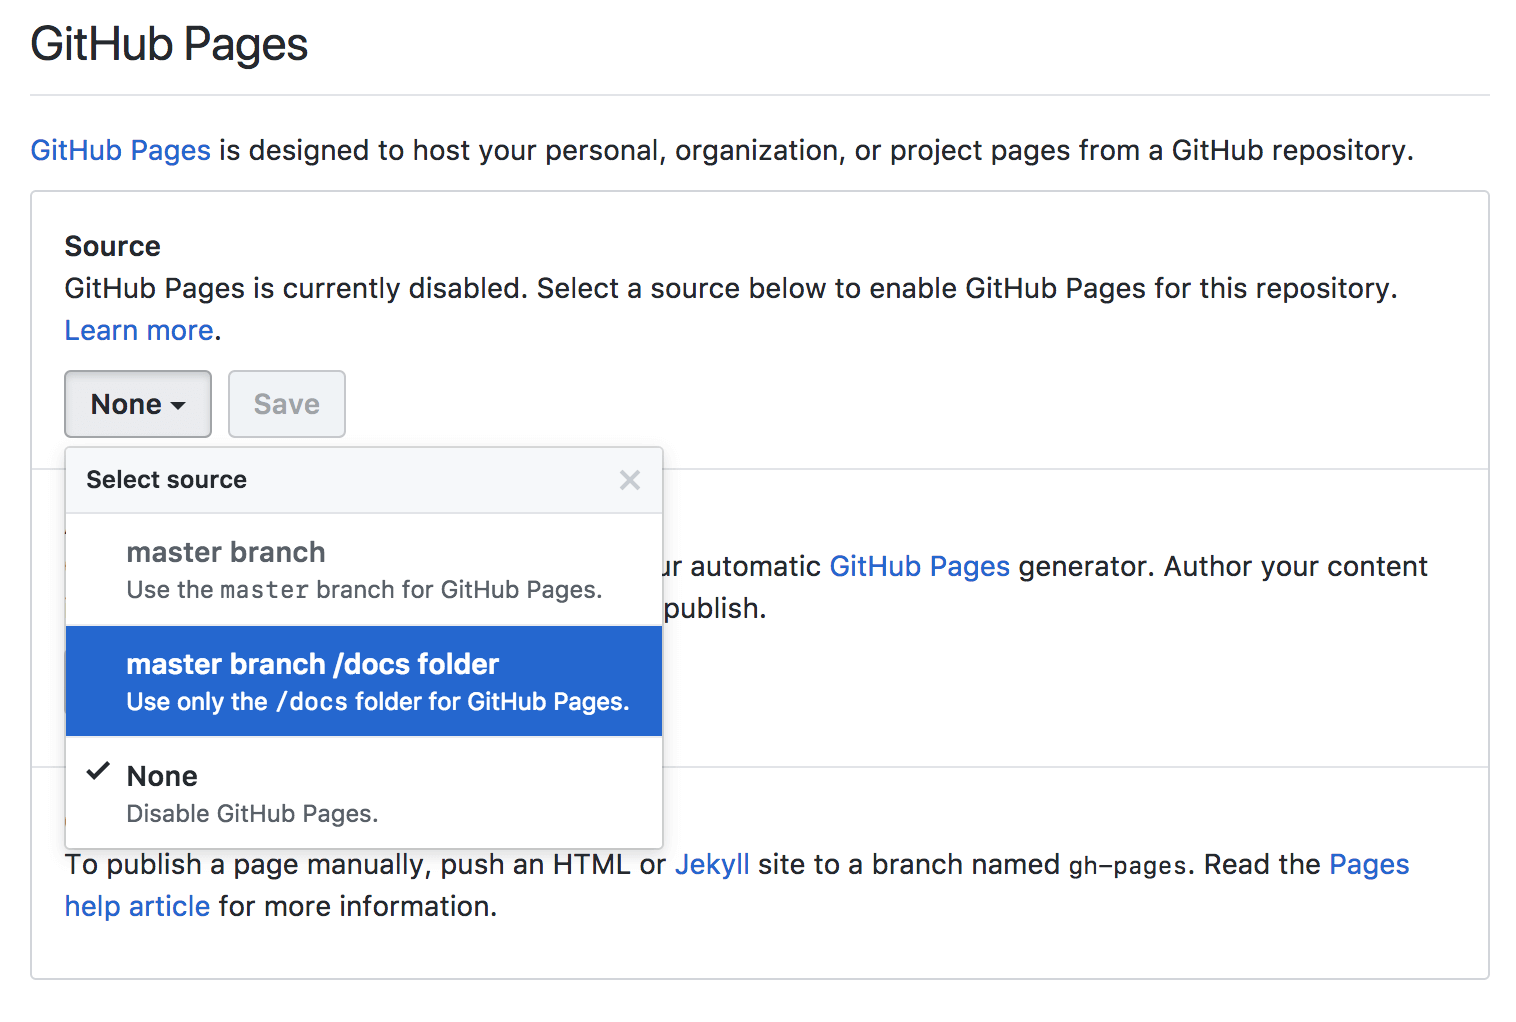 GitHub Pages
GitHub Pages is designed to host your personal, organization, or project pages from a GitHub repository.
Source
GitHub Pages is currently disabled. Select a source below to enable GitHub Pages for this repository.
Learn more.
None Save
Select source
master branch
Use the master branch for GitHub Pages.
automatic GitHub Pages generator. Author your content
publish.
master branch /docs folder
Use only the /docs folder for GitHub Pages.
None
Disable GitHub Pages.
To publish a page manually, push an HTML or Jekyll site to a branch named gh-pages. Read the Pages
help article for more information.